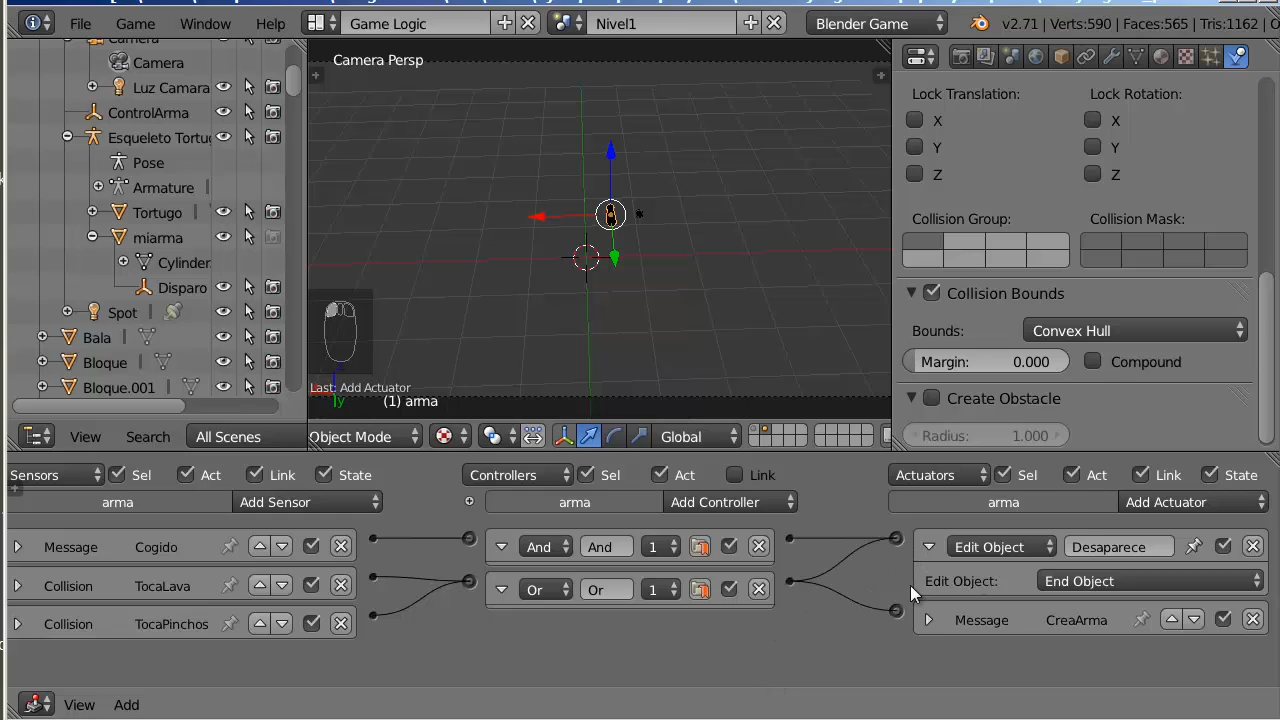 File Game Window Help Game Logic Nivel1 Blender Game v2.71 | Verts:590 | Faces:565 | Tris:1162 | O
Camera
Camera
Luz Camara
ControlArma
Esqueleto Tortug
Pose
Armature
Tortugo
miarma
Cylinder
Disparo
Spot
Bala
Bloque
Bloque.001
View Search All Scenes
Camera Persp
Last: Add Actuator
y (1) arma
Object Mode Global
Lock Translation: Lock Rotation:
X X
Y Y
Z Z
Collision Group: Collision Mask:
Collision Bounds
Bounds: Convex Hull
Margin: 0.000 Compound
Create Obstacle
Radius: 1.000
Sensors Sel Act Link State Controllers Sel Act Link Actuators Sel Act Link State
arma Add Sensor arma Add Controller arma Add Actuator
Message Cogido And And 1 Edit Object Desaparece
Collision TocaLava Or Or 1 Edit Object: End Object
Collision TocaPinchos Message CreaArma
View Add